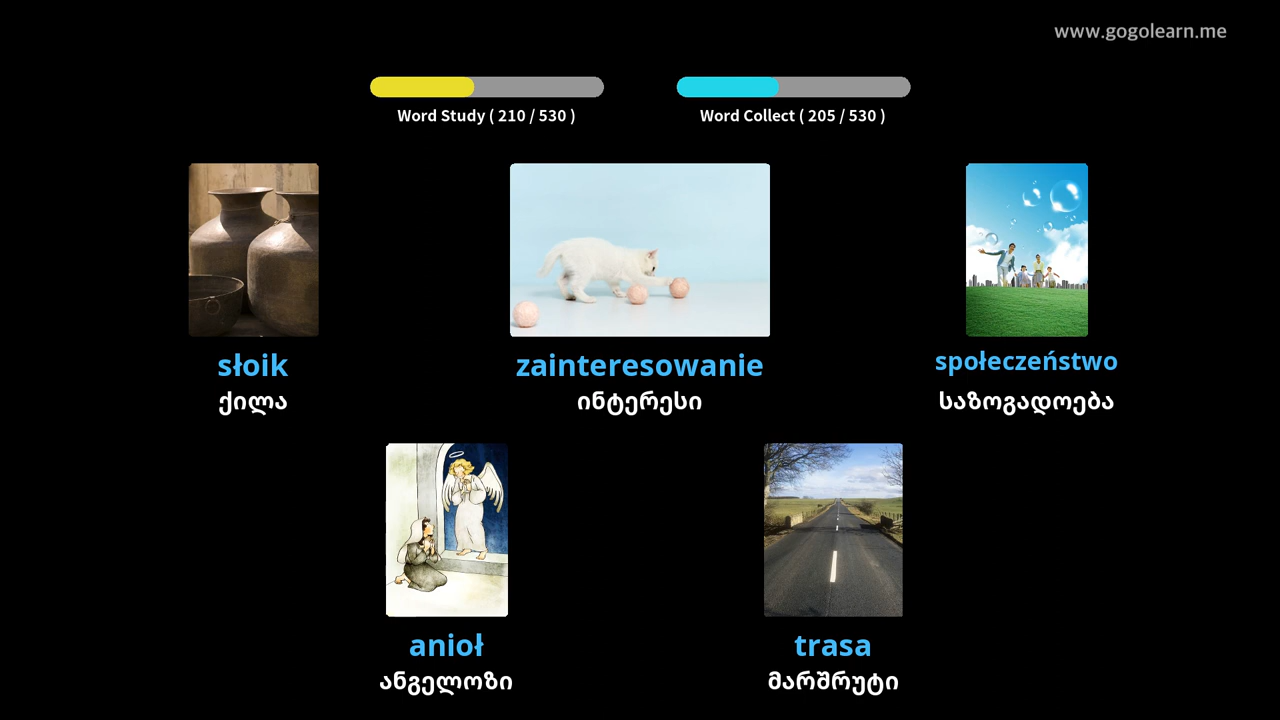 www.gogolearn.me
Word Study ( 210 / 530 )
Word Collect ( 205 / 530 )
słoik
ქილა
zainteresowanie
ინტერესი
społeczeństwo
საზოგადოება
anioł
ანგელოზი
trasa
მარშრუტი